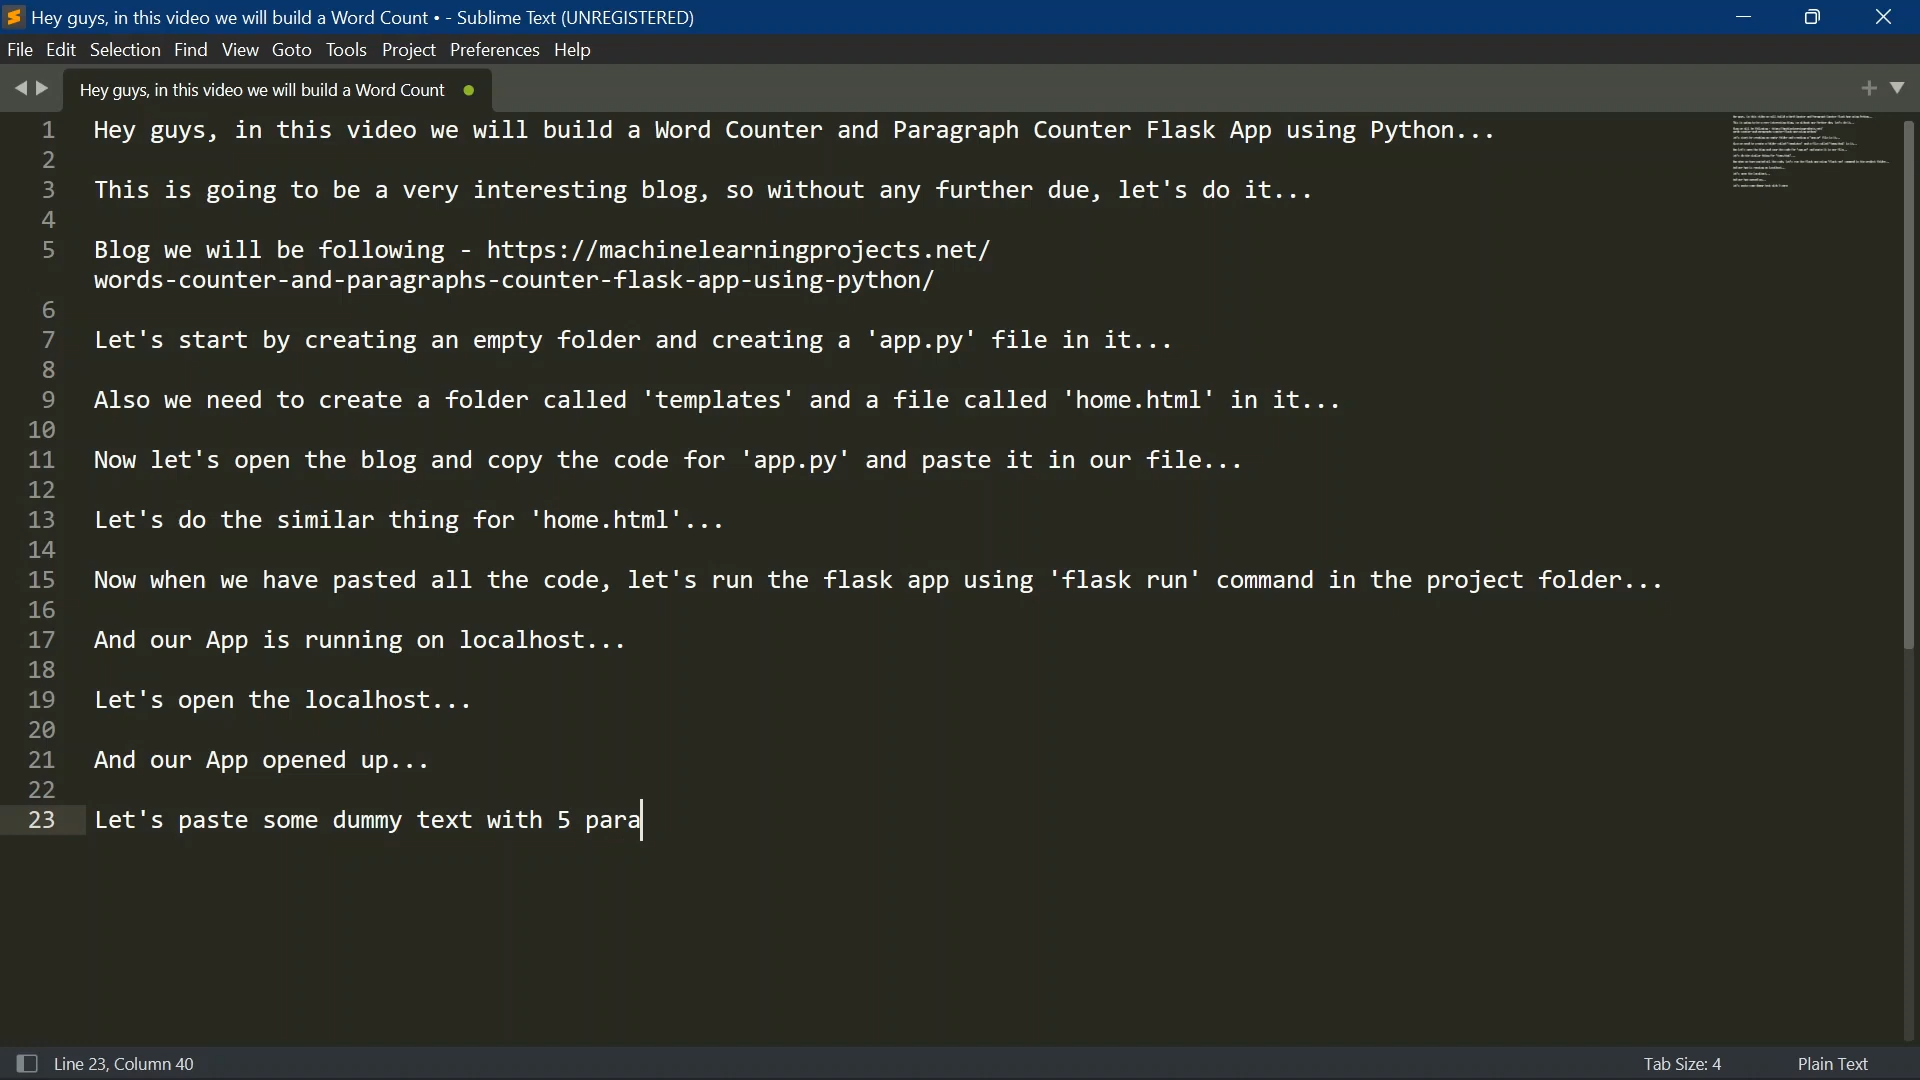 Hey guys, in this video we will build a Word Count • - Sublime Text (UNREGISTERED)
File Edit Selection Find View Goto Tools Project Preferences Help
Hey guys, in this video we will build a Word Count
1 Hey guys, in this video we will build a Word Counter and Paragraph Counter Flask App using Python...
2
3 This is going to be a very interesting blog, so without any further due, let's do it...
4
5 Blog we will be following - https://machinelearningprojects.net/
words-counter-and-paragraphs-counter-flask-app-using-python/
6
7 Let's start by creating an empty folder and creating a 'app.py' file in it...
8
9 Also we need to create a folder called 'templates' and a file called 'home.html' in it...
10
11 Now let's open the blog and copy the code for 'app.py' and paste it in our file...
12
13 Let's do the similar thing for 'home.html'...
14
15 Now when we have pasted all the code, let's run the flask app using 'flask run' command in the project folder...
16
17 And our App is running on localhost...
18
19 Let's open the localhost...
20
21 And our App opened up...
22
23 Let's paste some dummy text with 5 para
Line 23, Column 40 Tab Size: 4 Plain Text